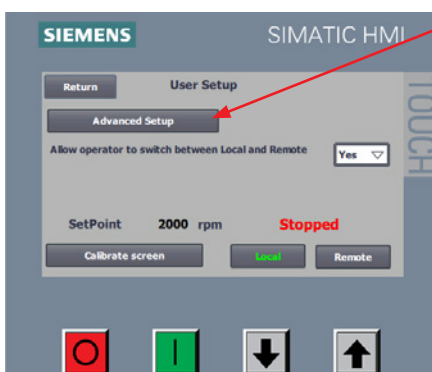 SIEMENS SIMATIC HMI
TOUCH
Return User Setup
Advanced Setup
Allow operator to switch between Local and Remote Yes
SetPoint 2000 rpm Stopped
Calibrate screen Local Remote